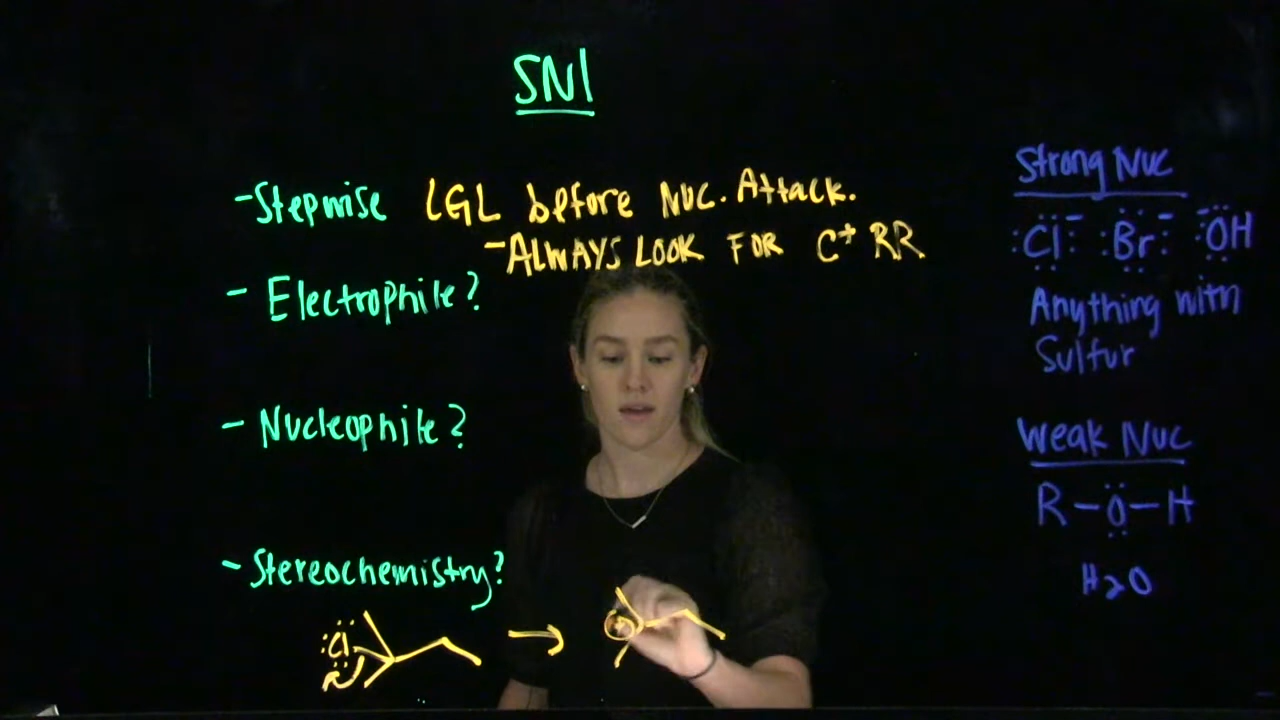 SN1
-Stepwise LGL before Nuc. Attack.
-ALWAYS LOOK FOR C+ RR
- Electrophile?
- Nucleophile?
-Stereochemistry?
:Cl
+
Strong Nuc
:Cl:⁻ :Br:⁻ ⁻:OH
Anything with
Sulfur
Weak Nuc
R-O-H
H2O